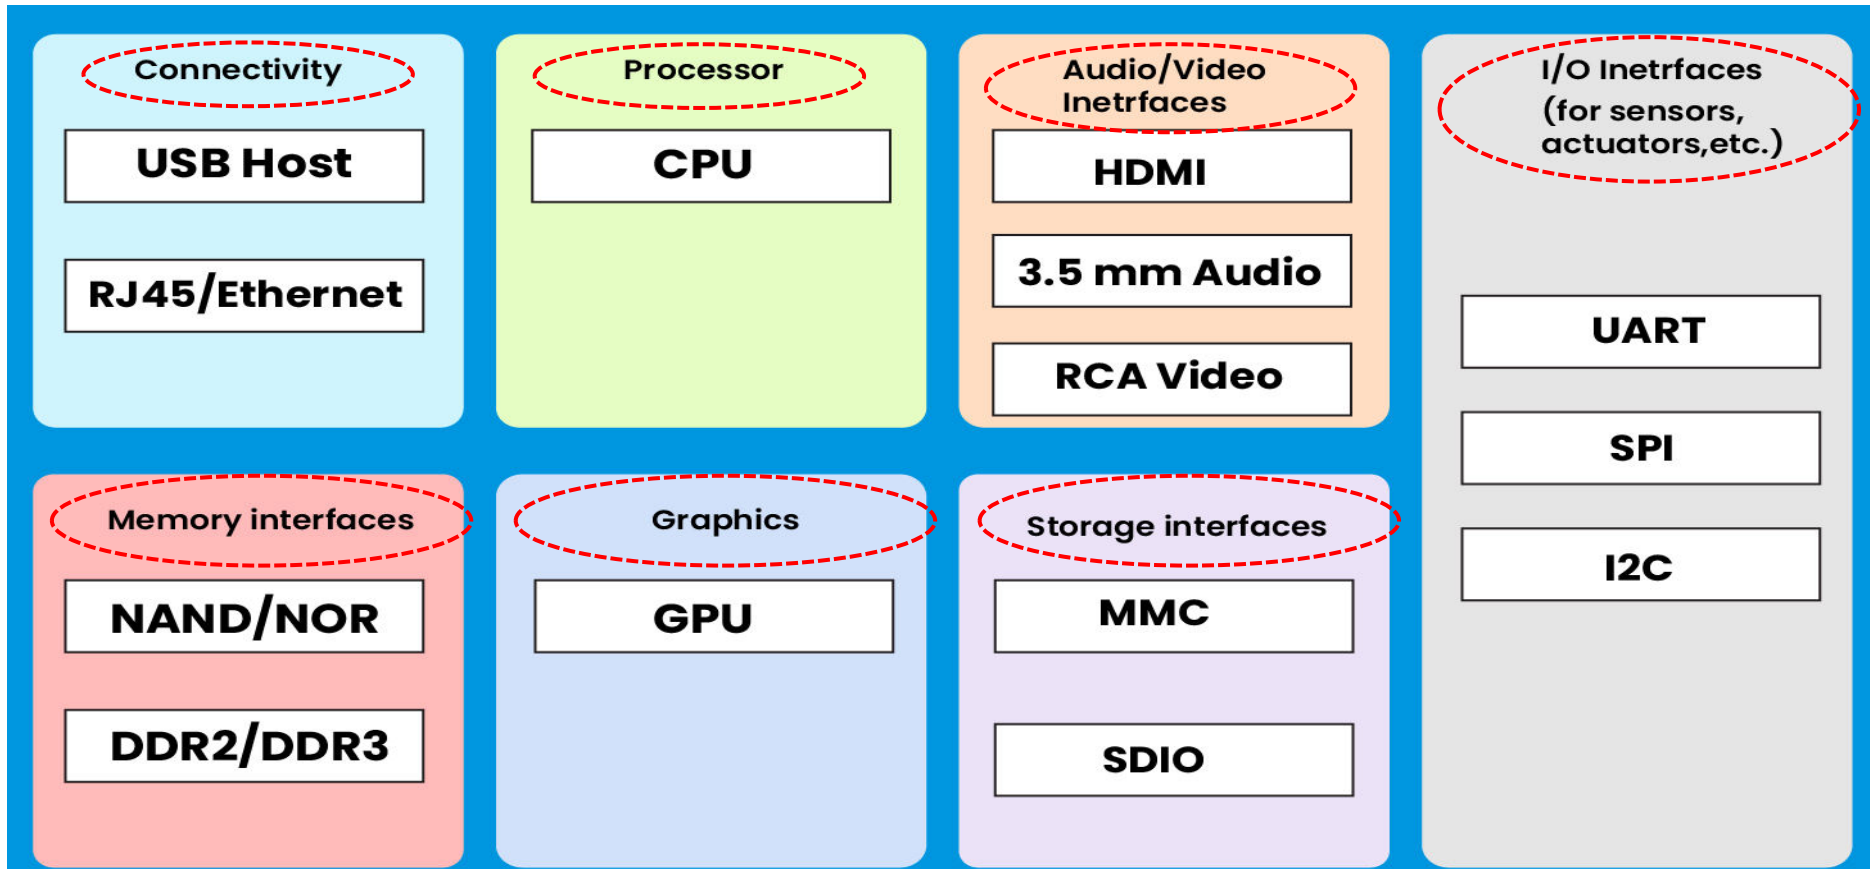 Connectivity
USB Host
RJ45/Ethernet
Processor
CPU
Audio/Video
Inetrfaces
HDMI
3.5 mm Audio
RCA Video
I/O Inetrfaces
(for sensors,
actuators,etc.)
UART
SPI
I2C
Memory interfaces
NAND/NOR
DDR2/DDR3
Graphics
GPU
Storage interfaces
MMC
SDIO